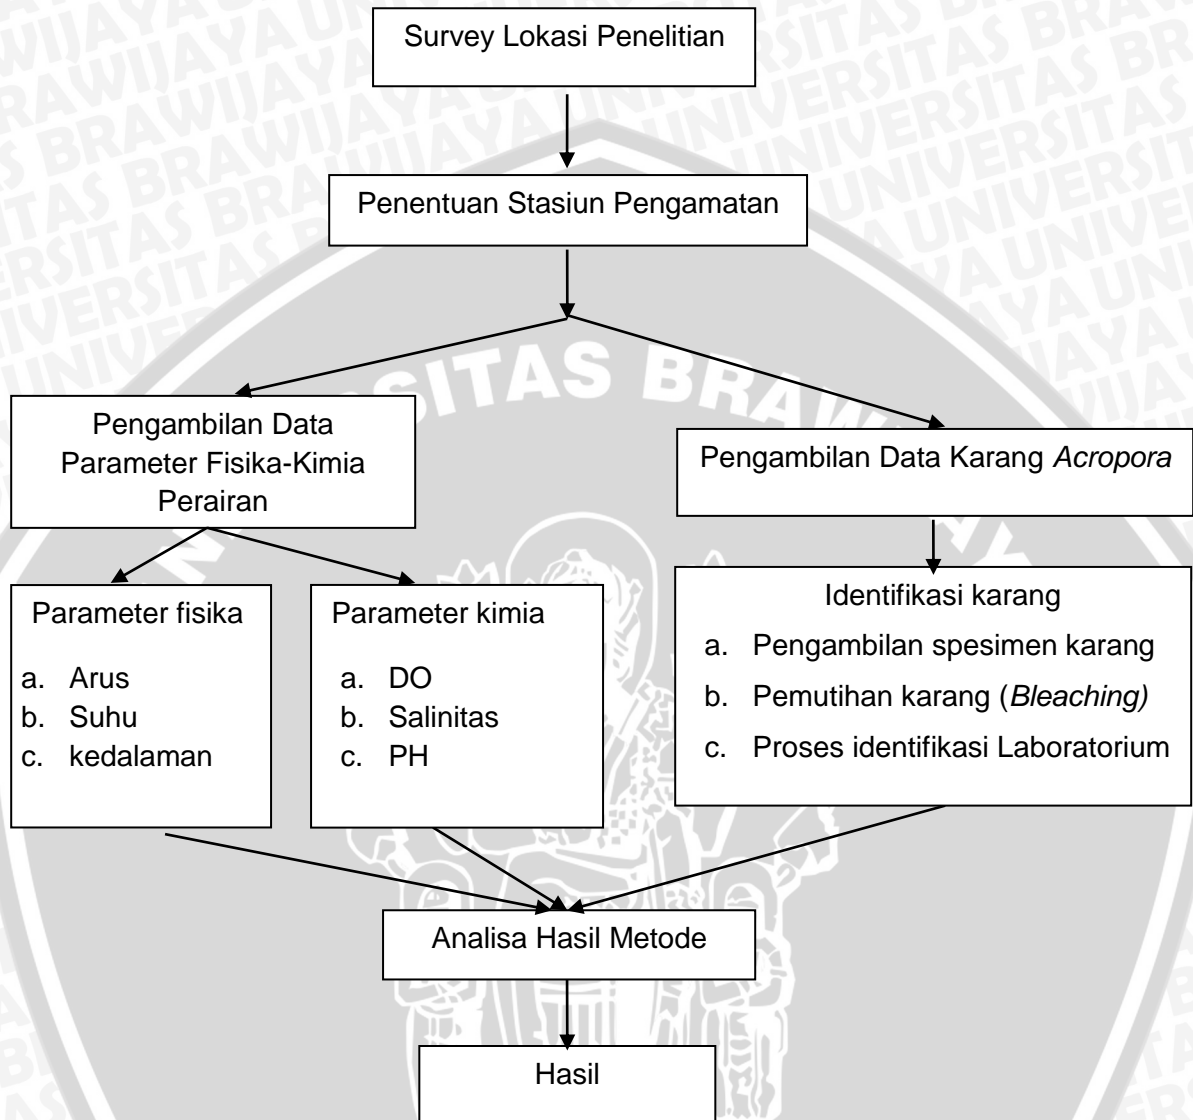 Survey Lokasi Penelitian
Penentuan Stasiun Pengamatan
Pengambilan Data
Parameter Fisika-Kimia
Perairan
Pengambilan Data Karang Acropora
Parameter fisika
a. Arus
b. Suhu
c. kedalaman
Parameter kimia
a. DO
b. Salinitas
c. PH
Identifikasi karang
a. Pengambilan spesimen karang
b. Pemutihan karang (Bleaching)
c. Proses identifikasi Laboratorium
Analisa Hasil Metode
Hasil